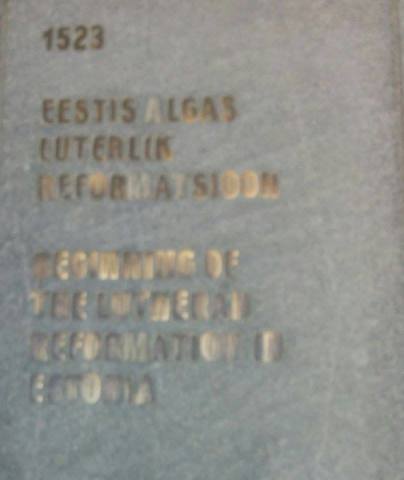 1523
EESTIS ALGAS
LUTERLIK
REFORMATSIOON
BEGINNING OF
THE LUTHERAN
REFORMATION IN
ESTONIA